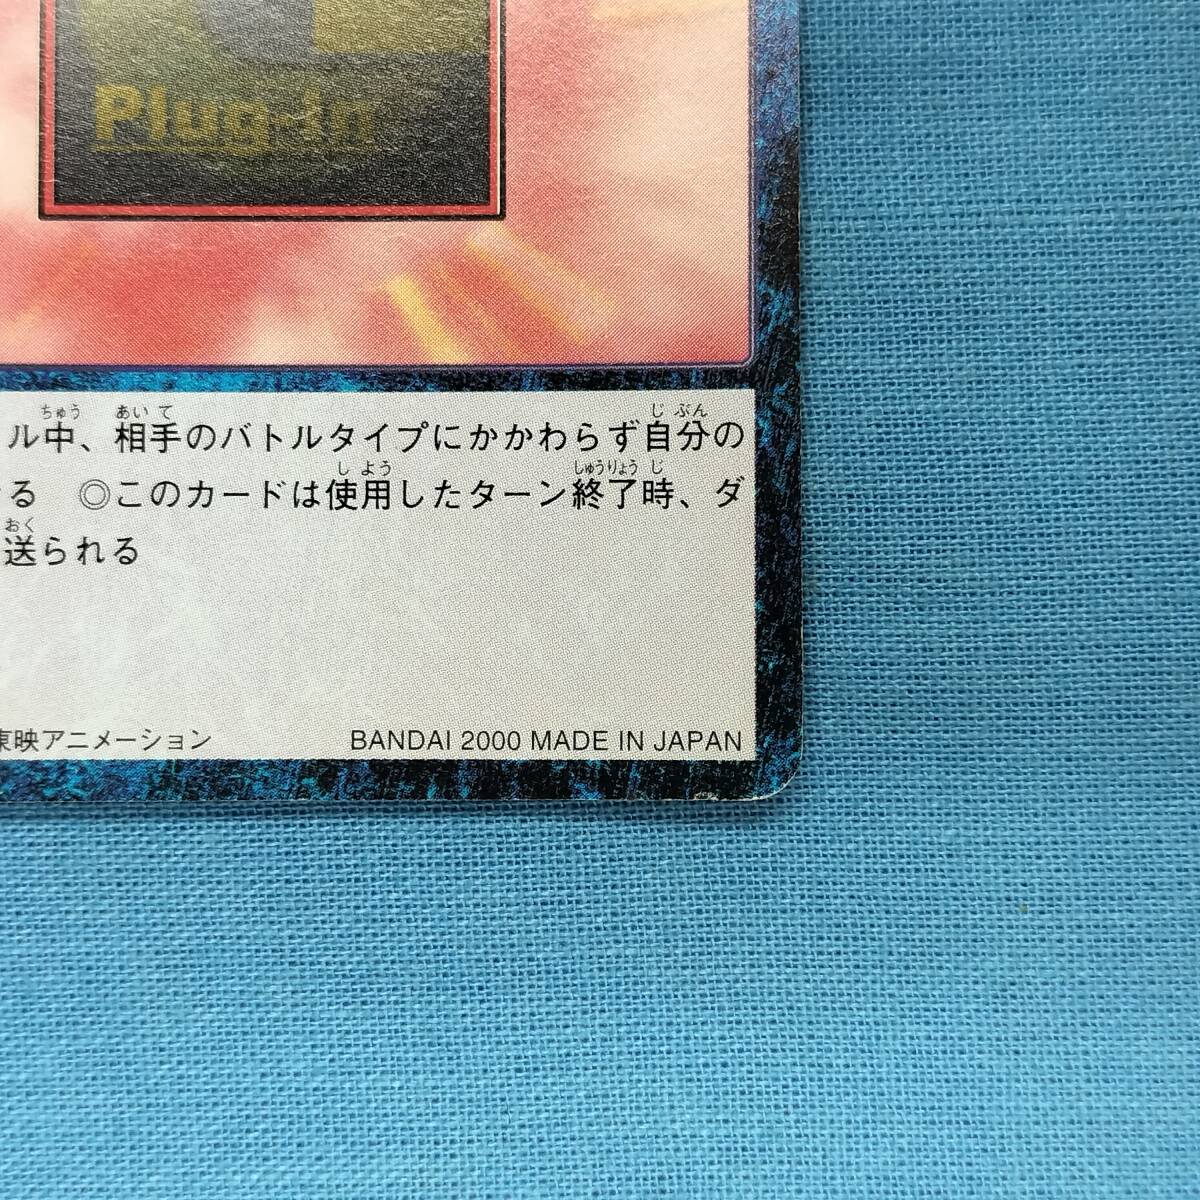 Plug-In
ル中、相手のバトルタイプにかかわらず自分の
る ◎このカードは使用したターン終了時、ダ
送られる
東映アニメーション BANDAI 2000 MADE IN JAPAN